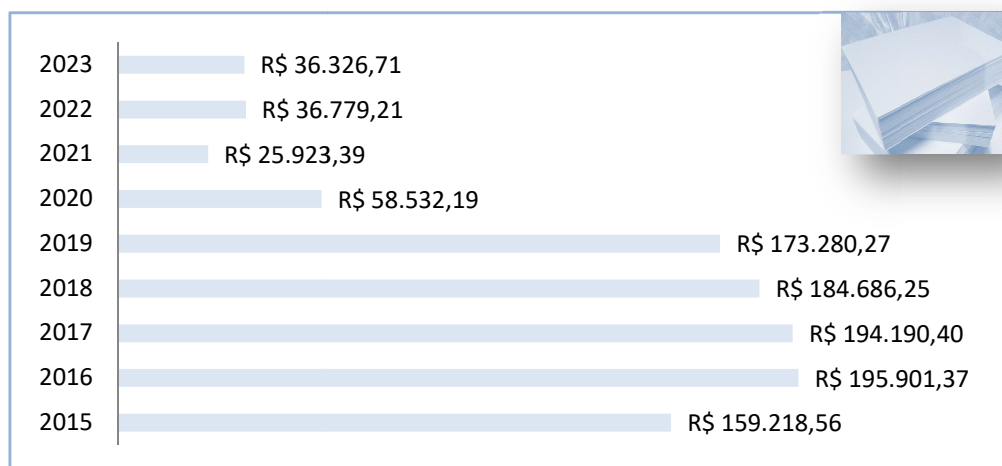 2023 R$ 36.326,71
2022 R$ 36.779,21
2021 R$ 25.923,39
2020 R$ 58.532,19
2019 R$ 173.280,27
2018 R$ 184.686,25
2017 R$ 194.190,40
2016 R$ 195.901,37
2015 R$ 159.218,56